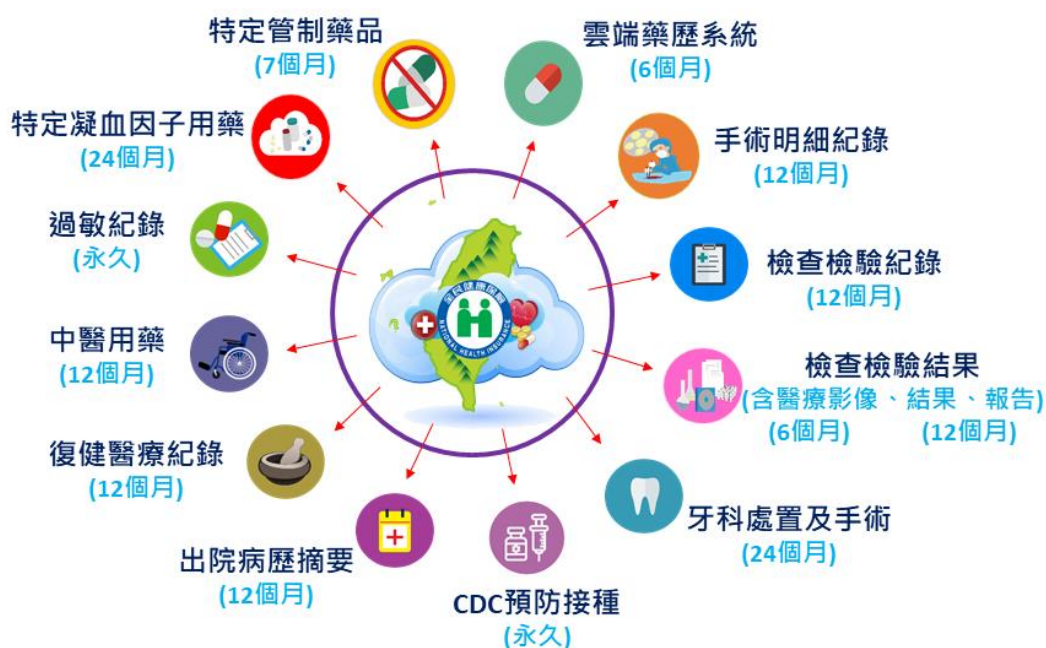 特定管制藥品
(7個月)
雲端藥歷系統
(6個月)
特定凝血因子用藥
(24個月)
手術明細紀錄
(12個月)
過敏紀錄
(永久)
檢查檢驗紀錄
(12個月)
全民健康保險
NATIONAL HEALTH INSURANCE
中醫用藥
(12個月)
檢查檢驗結果
(含醫療影像、結果、報告)
(6個月) (12個月)
復健醫療紀錄
(12個月)
牙科處置及手術
(24個月)
出院病歷摘要
(12個月)
CDC預防接種
(永久)